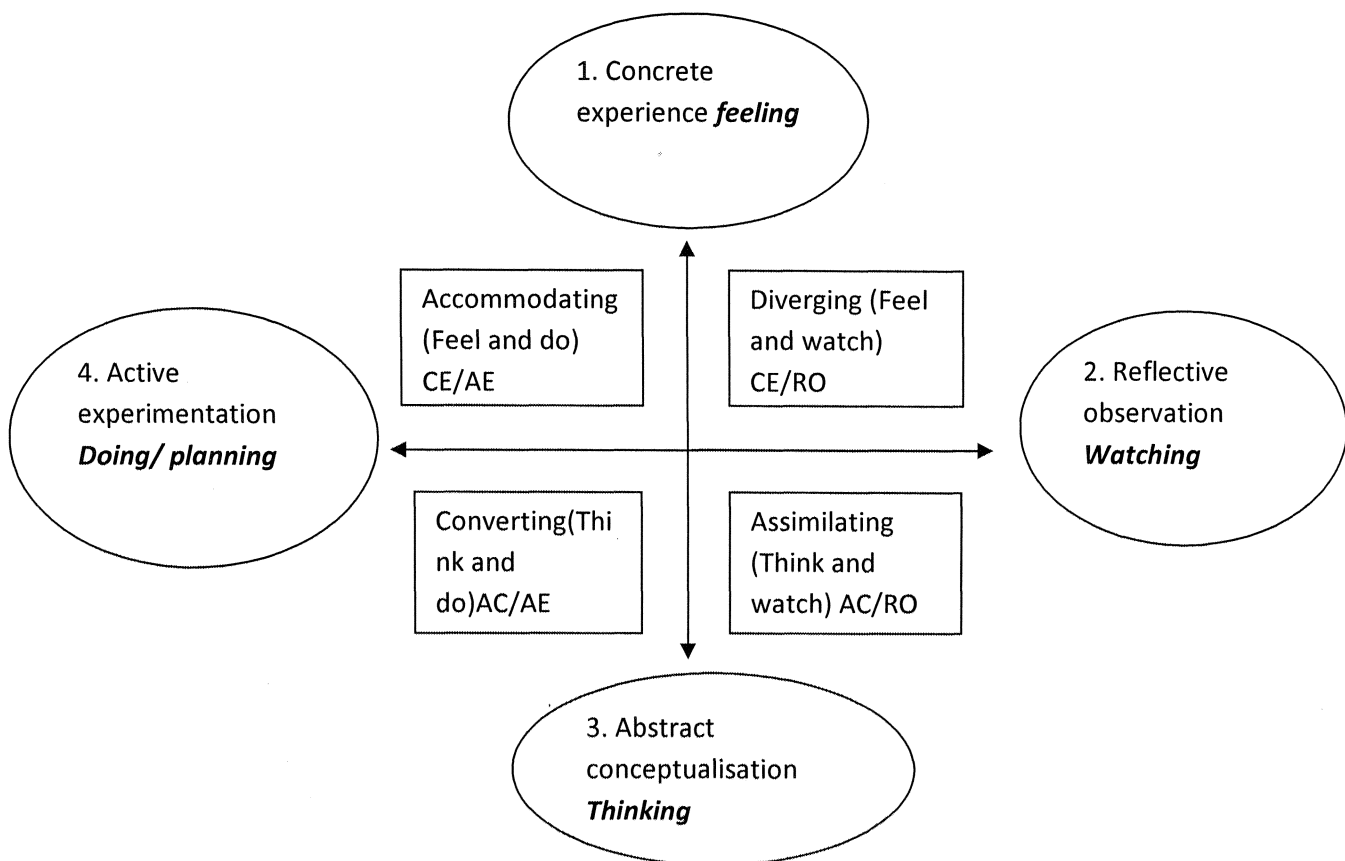 1. Concrete
experience feeling
Accommodating
(Feel and do)
CE/AE
Diverging (Feel
and watch)
CE/RO
4. Active
experimentation
Doing/ planning
2. Reflective
observation
Watching
Converting(Thi
nk and
do)AC/AE
Assimilating
(Think and
watch) AC/RO
3. Abstract
conceptualisation
Thinking